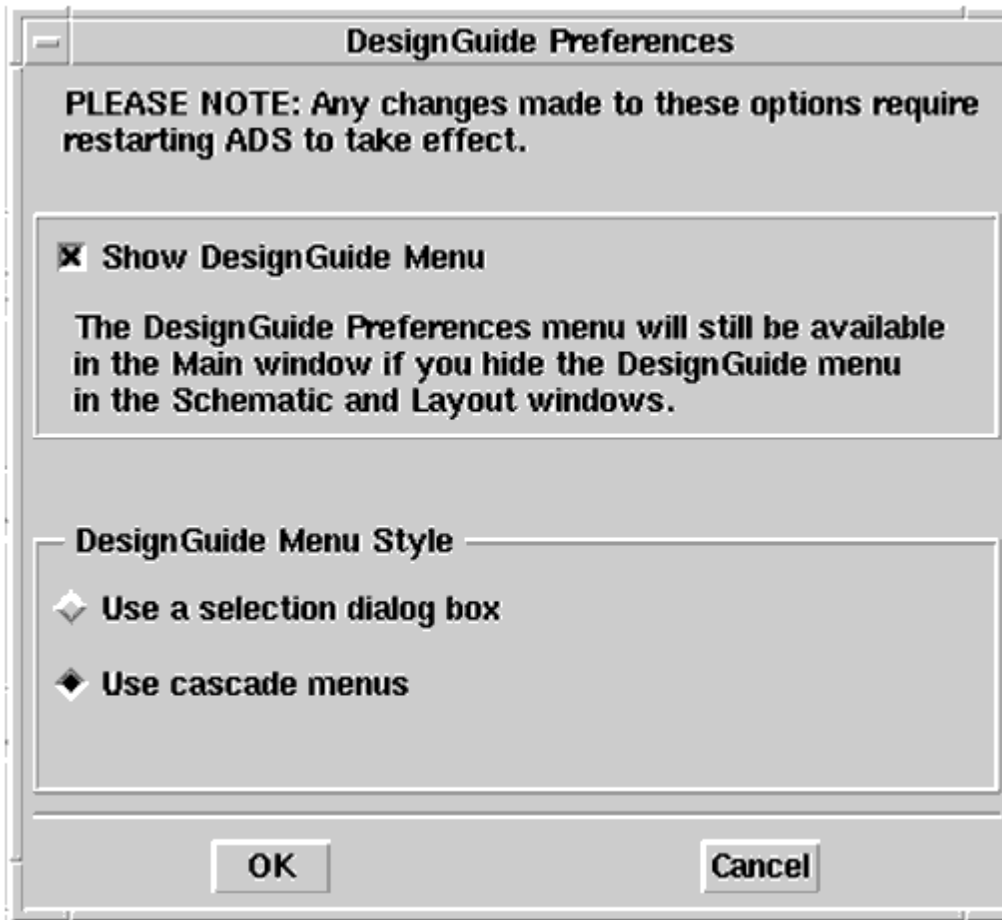 DesignGuide Preferences
PLEASE NOTE: Any changes made to these options require
restarting ADS to take effect.
Show DesignGuide Menu
The DesignGuide Preferences menu will still be available
in the Main window if you hide the DesignGuide menu
in the Schematic and Layout windows.
DesignGuide Menu Style
Use a selection dialog box
Use cascade menus
OK
Cancel